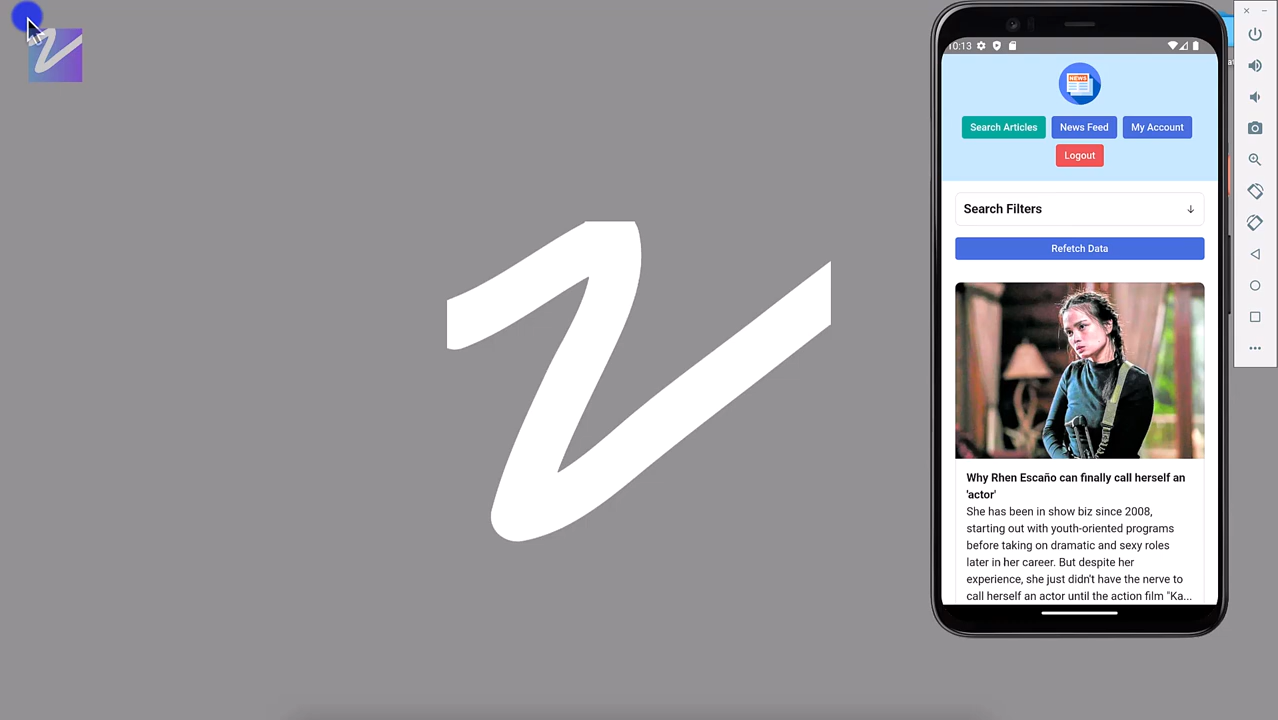 10:13
NEWS
Search Articles
News Feed
My Account
Logout
Search Filters
Refetch Data
Why Rhen Escaño can finally call herself an
'actor'
She has been in show biz since 2008,
starting out with youth-oriented programs
before taking on dramatic and sexy roles
later in her career. But despite her
experience, she just didn't have the nerve to
call herself an actor until the action film "Ka...